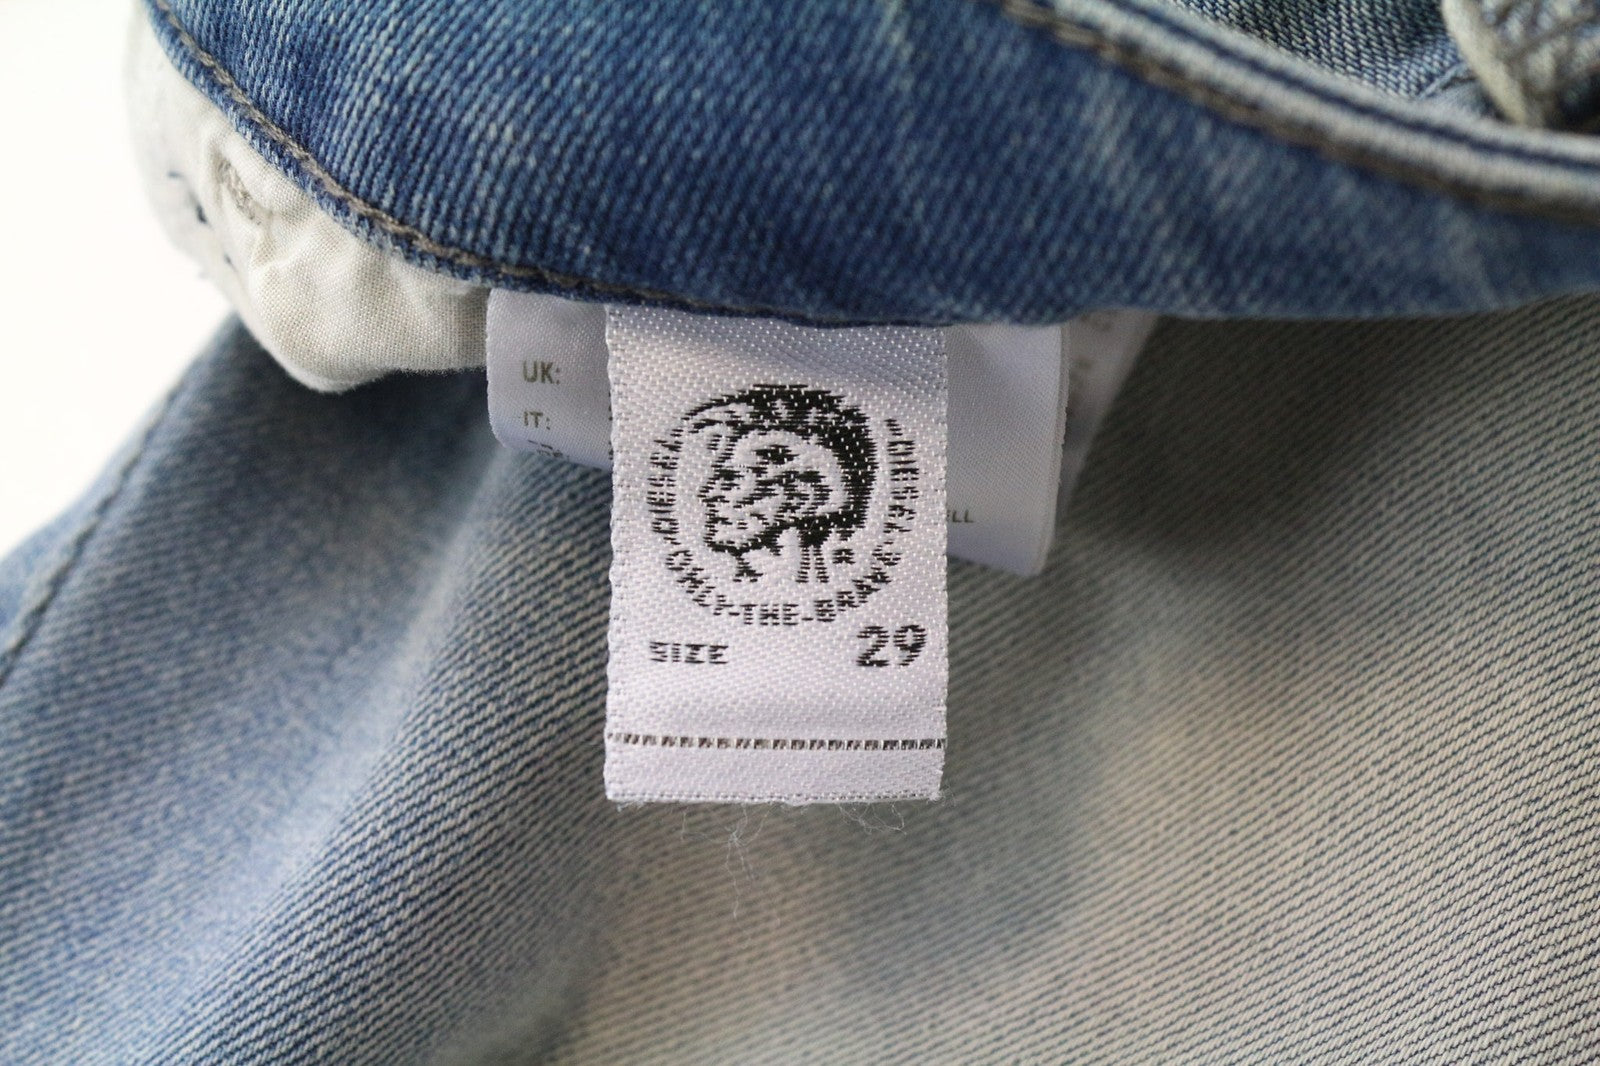 UK:
IT:
"DIESEL"
ONLY-THE-BRAVE
"DIESEL"
SIZE 29